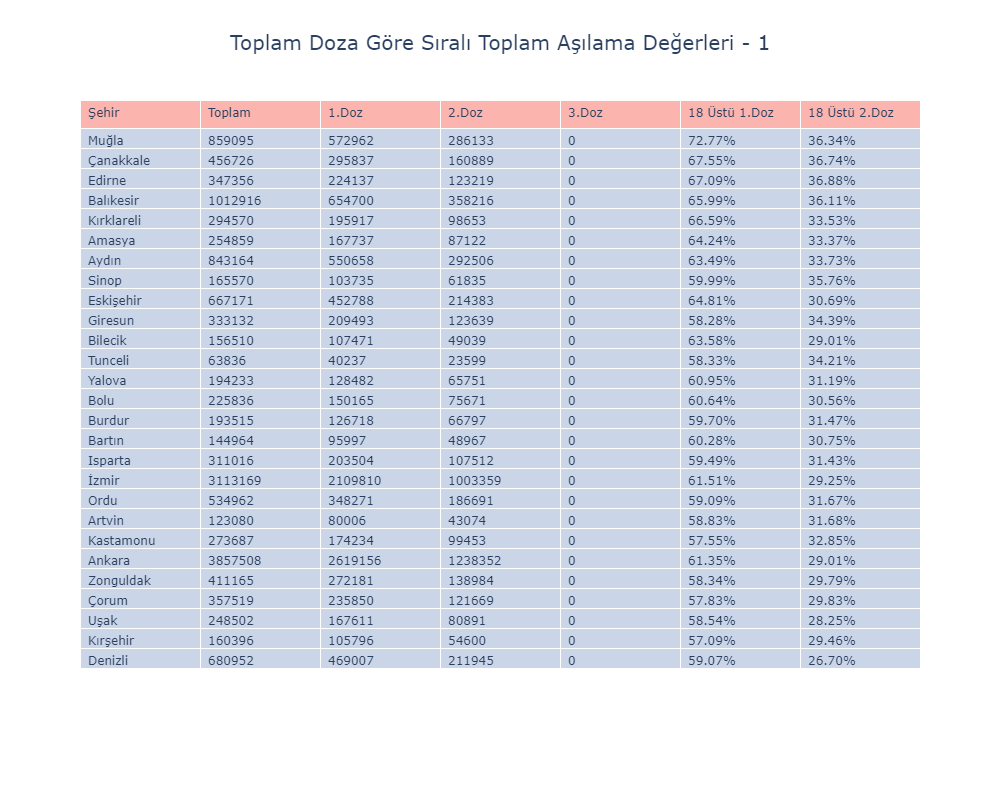 Toplam Doza Göre Sıralı Toplam Aşılama Değerleri - 1
Şehir Toplam 1.Doz 2.Doz 3.Doz 18 Üstü 1.Doz 18 Üstü 2.Doz
Muğla 859095 572962 286133 0 72.77% 36.34%
Çanakkale 456726 295837 160889 0 67.55% 36.74%
Edirne 347356 224137 123219 0 67.09% 36.88%
Balıkesir 1012916 654700 358216 0 65.99% 36.11%
Kırklareli 294570 195917 98653 0 66.59% 33.53%
Amasya 254859 167737 87122 0 64.24% 33.37%
Aydın 843164 550658 292506 0 63.49% 33.73%
Sinop 165570 103735 61835 0 59.99% 35.76%
Eskişehir 667171 452788 214383 0 64.81% 30.69%
Giresun 333132 209493 123639 0 58.28% 34.39%
Bilecik 156510 107471 49039 0 63.58% 29.01%
Tunceli 63836 40237 23599 0 58.33% 34.21%
Yalova 194233 128482 65751 0 60.95% 31.19%
Bolu 225836 150165 75671 0 60.64% 30.56%
Burdur 193515 126718 66797 0 59.70% 31.47%
Bartın 144964 95997 48967 0 60.28% 30.75%
Isparta 311016 203504 107512 0 59.49% 31.43%
İzmir 3113169 2109810 1003359 0 61.51% 29.25%
Ordu 534962 348271 186691 0 59.09% 31.67%
Artvin 123080 80006 43074 0 58.83% 31.68%
Kastamonu 273687 174234 99453 0 57.55% 32.85%
Ankara 3857508 2619156 1238352 0 61.35% 29.01%
Zonguldak 411165 272181 138984 0 58.34% 29.79%
Çorum 357519 235850 121669 0 57.83% 29.83%
Uşak 248502 167611 80891 0 58.54% 28.25%
Kırşehir 160396 105796 54600 0 57.09% 29.46%
Denizli 680952 469007 211945 0 59.07% 26.70%